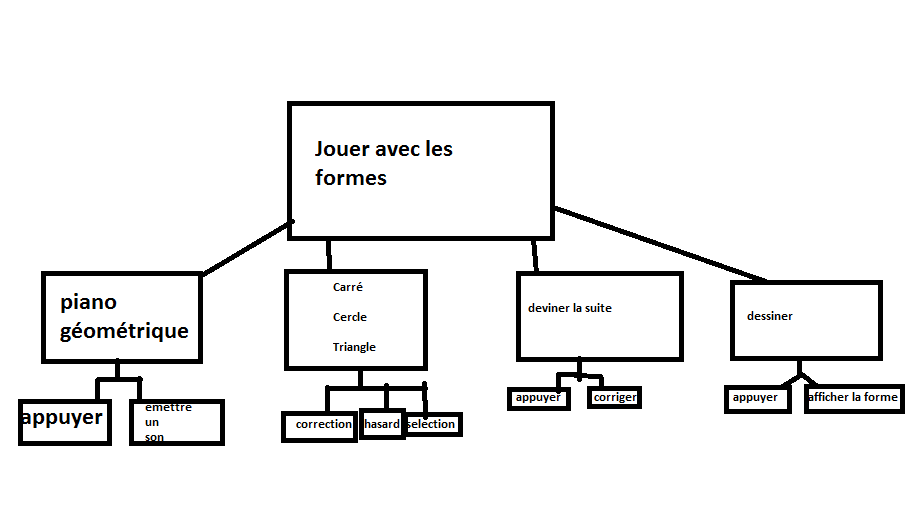 Jouer avec les
formes
piano
géométrique
Carré
Cercle
Triangle
deviner la suite
dessiner
appuyer
emettre
un
son
correction
hasard
selection
appuyer
corriger
appuyer
afficher la forme